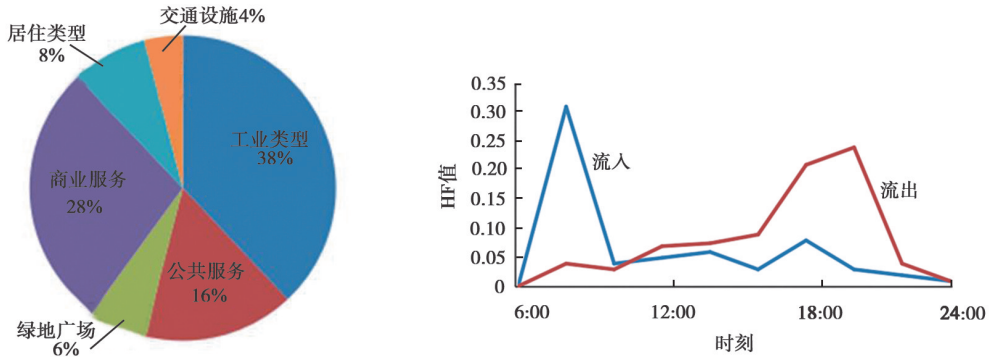 交通设施4%
居住类型
8%
工业类型
38%
商业服务
28%
公共服务
16%
绿地广场
6%
0.35
0.30
0.25
0.20
0.15
0.10
0.05
0
HF值
流入
流出
6:00
12:00
18:00
24:00
时刻